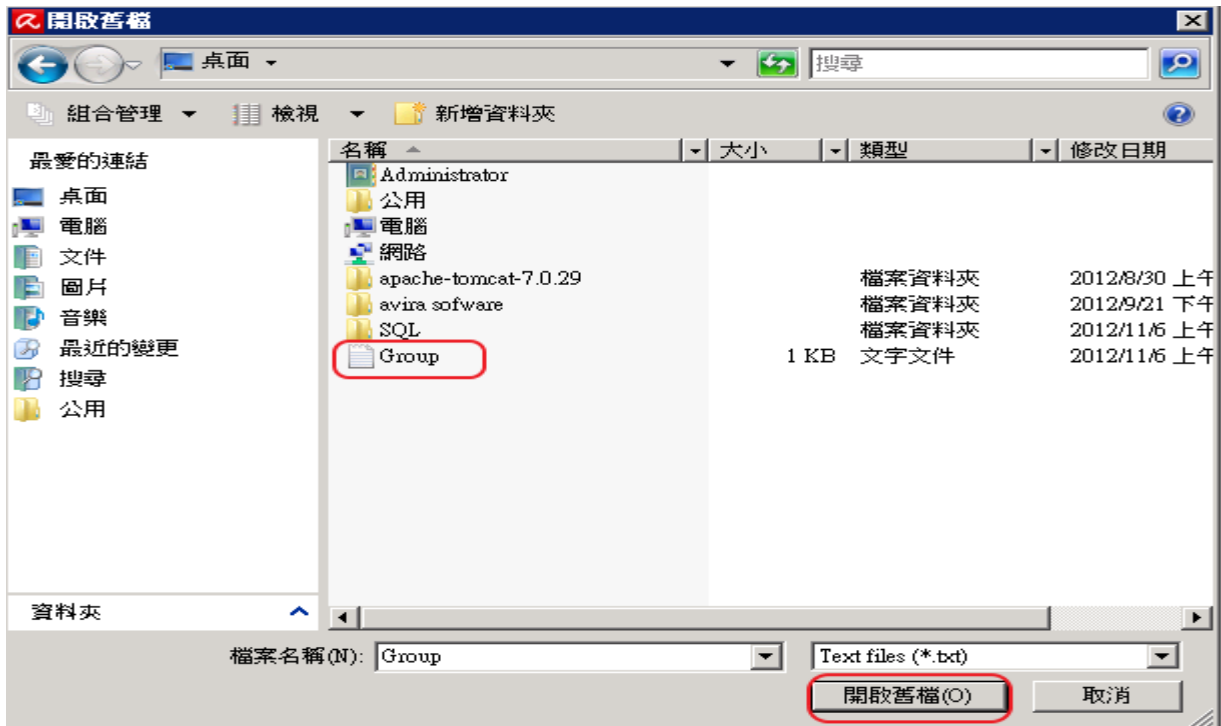 開啟舊檔
桌面
搜尋
組合管理 檢視 新增資料夾
最愛的連結
桌面
電腦
文件
圖片
音樂
最近的變更
搜尋
公用
資料夾
名稱 大小 類型 修改日期
Administrator
公用
電腦
網路
apache-tomcat-7.0.29 檔案資料夾 2012/8/30 上午
avira sofware 檔案資料夾 2012/9/21 下午
SQL 檔案資料夾 2012/11/6 上午
Group 1 KB 文字文件 2012/11/6 上午
檔案名稱(N): Group Text files (*.txt)
開啟舊檔(O) 取消